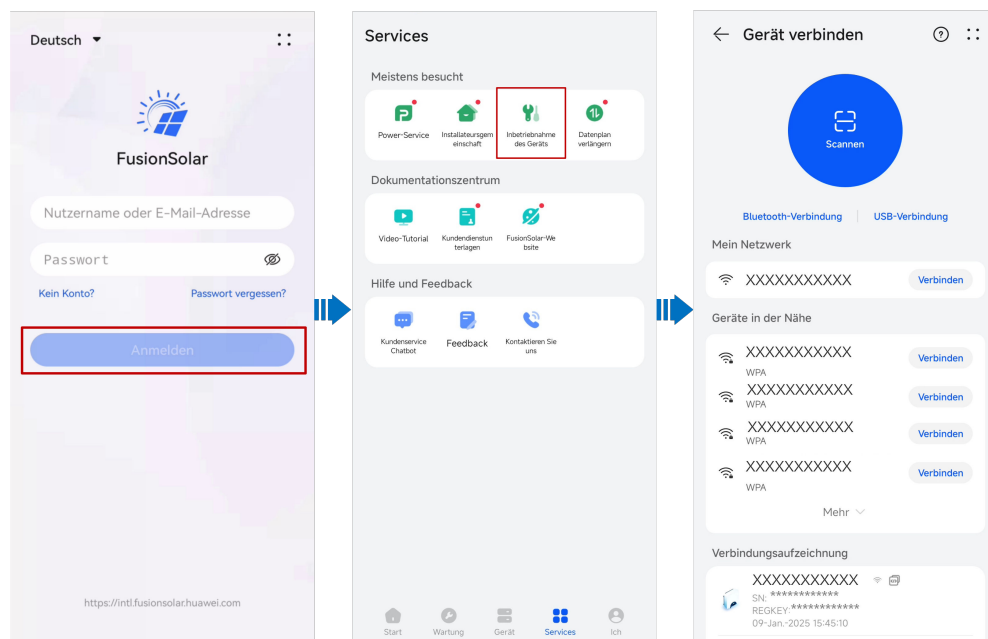 Deutsch
FusionSolar
Nutzername oder E-Mail-Adresse
Passwort
Kein Konto?
Passwort vergessen?
Anmelden
https://intl.fusionsolar.huawei.com
Services
Meistens besucht
Power-Service
Installateursgem
einschaft
Inbetriebnahme
des Geräts
Datenplan
verlängern
Dokumentationszentrum
Video-Tutorial
Kundendienstun
terlagen
FusionSolar-We
bsite
Hilfe und Feedback
Kundenservice
Chatbot
Feedback
Kontaktieren Sie
uns
Start
Wartung
Gerät
Services
Ich
Gerät verbinden
Scannen
Bluetooth-Verbindung
USB-Verbindung
Mein Netzwerk
XXXXXXXXXXX
Verbinden
Geräte in der Nähe
XXXXXXXXXXX
WPA
Verbinden
XXXXXXXXXXX
WPA
Verbinden
XXXXXXXXXXX
WPA
Verbinden
XXXXXXXXXXX
WPA
Verbinden
Mehr
Verbindungsaufzeichnung
XXXXXXXXXXX
SN: ************
REGKEY:************
09-Jan.-2025 15:45:10